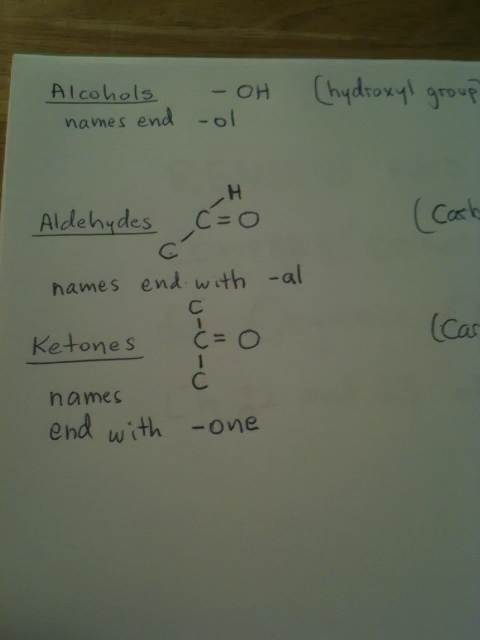 Alcohols - OH (hydroxyl group)
names end -ol
H
Aldehydes C = O
C
names end with -al
C
Ketones C = O
C
names
end with -one